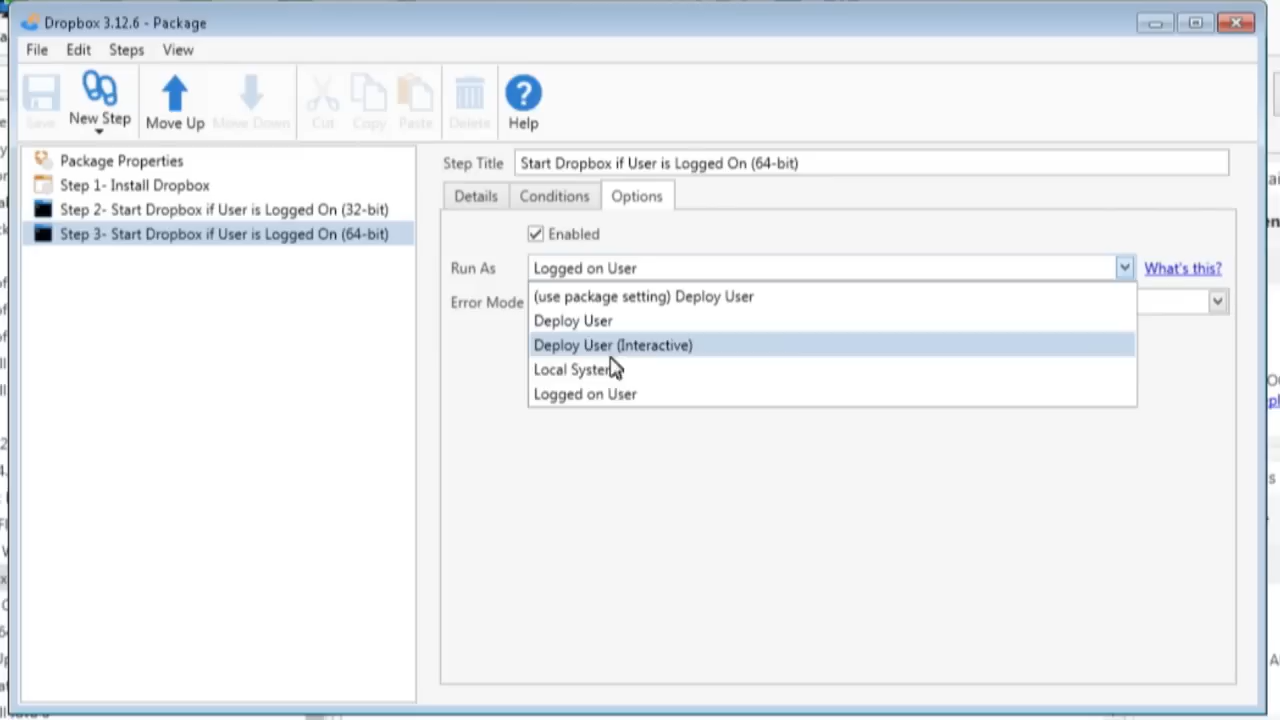 Dropbox 3.12.6 - Package
File Edit Steps View
Save New Step Move Up Move Down Cut Copy Paste Delete Help
Package Properties
Step 1- Install Dropbox
Step 2- Start Dropbox if User is Logged On (32-bit)
Step 3- Start Dropbox if User is Logged On (64-bit)
Step Title Start Dropbox if User is Logged On (64-bit)
Details Conditions Options
Enabled
Run As Logged on User What's this?
Error Mode
(use package setting) Deploy User
Deploy User
Deploy User (Interactive)
Local System
Logged on User